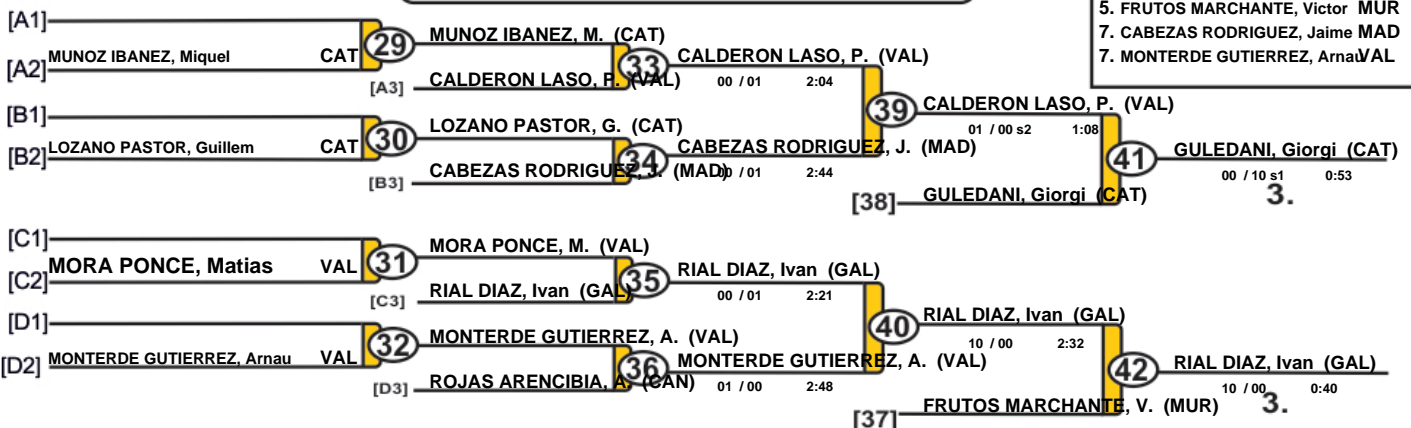 5. FRUTOS MARCHANTE, Victor MUR
7. CABEZAS RODRIGUEZ, Jaime MAD
7. MONTERDE GUTIERREZ, Arnau VAL
[A1]
[A2] MUNOZ IBANEZ, Miquel CAT
29
MUNOZ IBANEZ, M. (CAT)
[A3] CALDERON LASO, P. (VAL)
33
CALDERON LASO, P. (VAL)
00 / 01 2:04
[B1]
[B2] LOZANO PASTOR, Guillem CAT
30
LOZANO PASTOR, G. (CAT)
[B3] CABEZAS RODRIGUEZ, J. (MAD)
34
CABEZAS RODRIGUEZ, J. (MAD)
00 / 01 2:44
39
CALDERON LASO, P. (VAL)
01 / 00 s2 1:08
[38] GULEDANI, Giorgi (CAT)
41
GULEDANI, Giorgi (CAT)
00 / 10 s1 0:53
3.
[C1]
[C2] MORA PONCE, Matias VAL
31
MORA PONCE, M. (VAL)
[C3] RIAL DIAZ, Ivan (GAL)
35
RIAL DIAZ, Ivan (GAL)
00 / 01 2:21
[D1]
[D2] MONTERDE GUTIERREZ, Arnau VAL
32
MONTERDE GUTIERREZ, A. (VAL)
[D3] ROJAS ARENCIBIA, A. (CAN)
36
MONTERDE GUTIERREZ, A. (VAL)
01 / 00 2:48
40
RIAL DIAZ, Ivan (GAL)
10 / 00 2:32
[37] FRUTOS MARCHANTE, V. (MUR)
42
RIAL DIAZ, Ivan (GAL)
10 / 00 0:40
3.